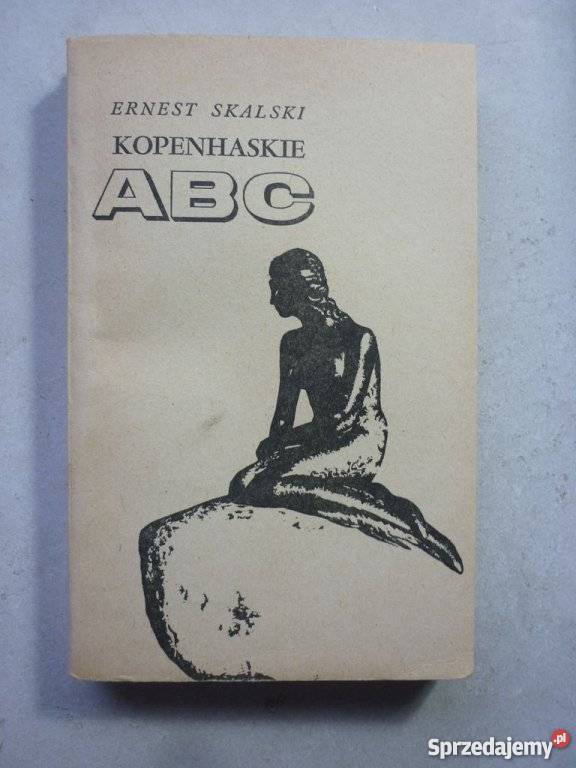 ERNEST SKALSKI
KOPENHASKIE
ABC
Sprzedajemy.pl